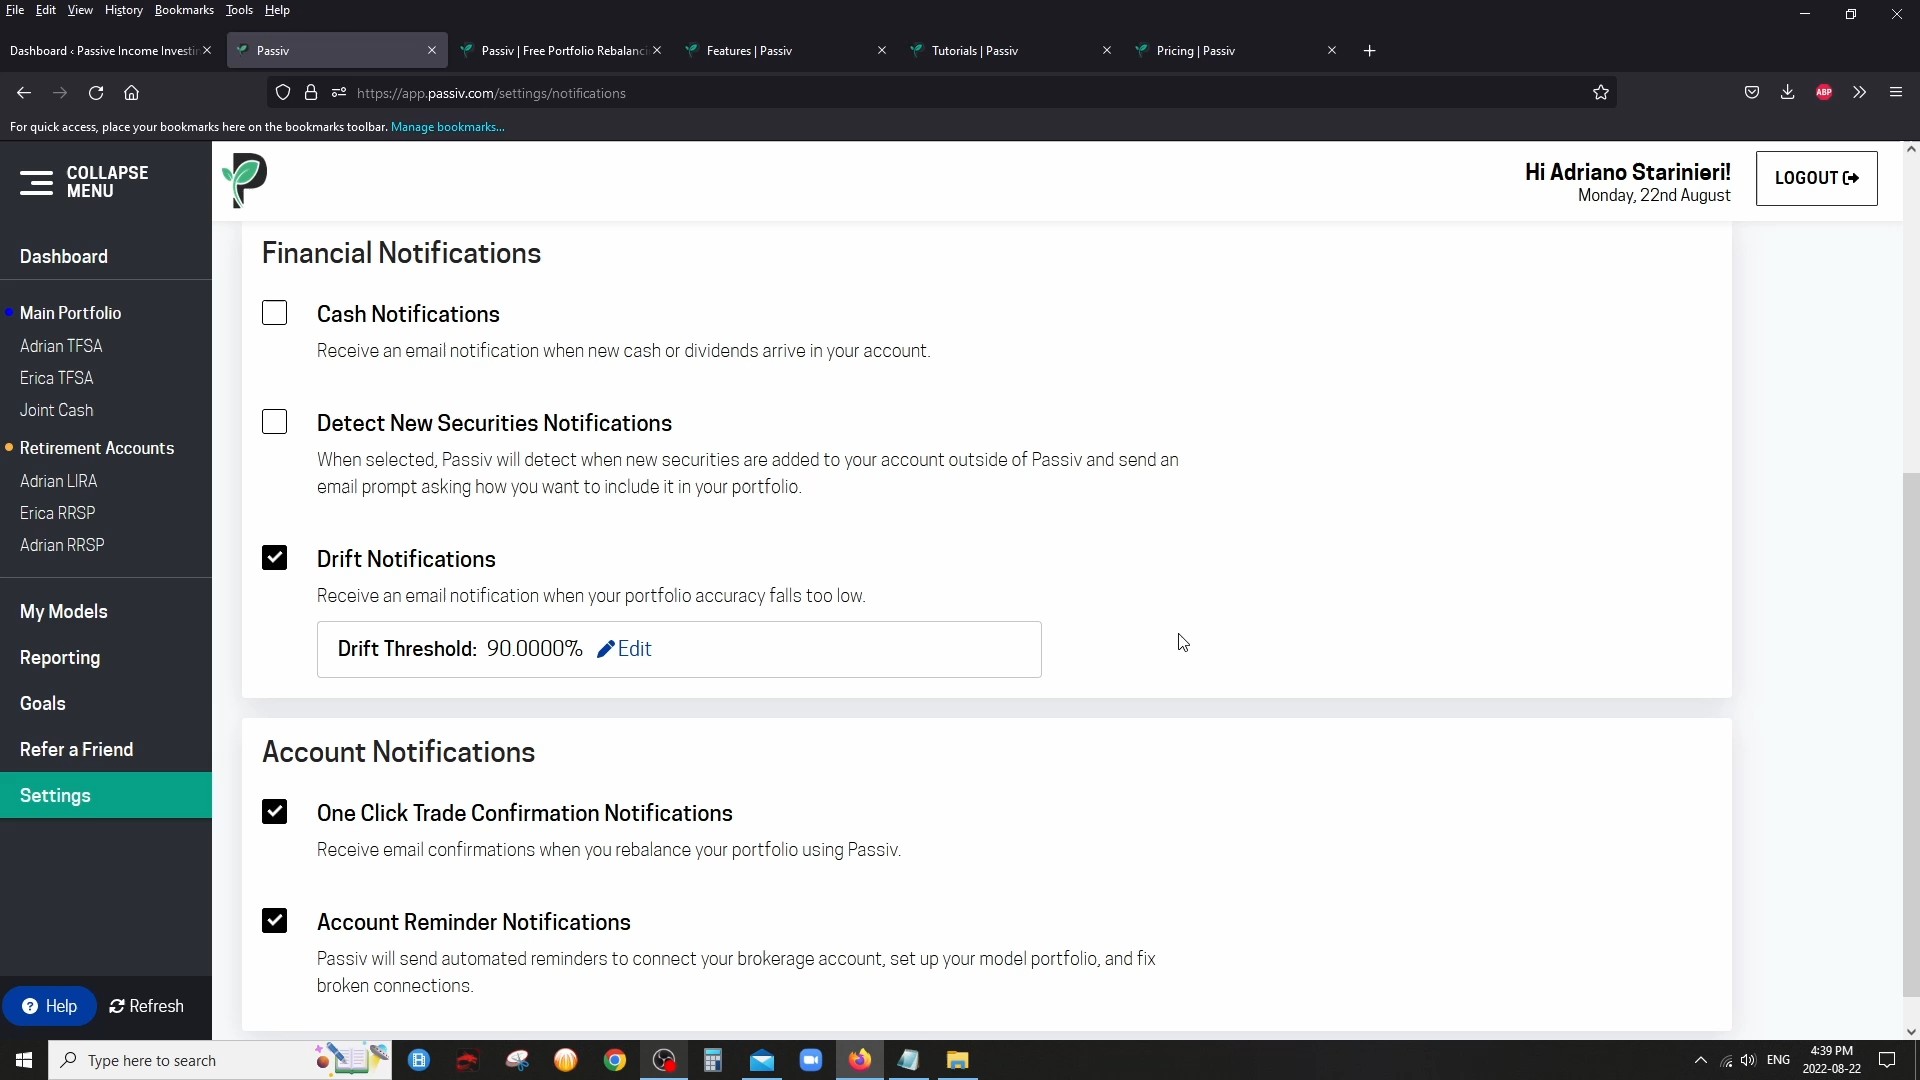 File Edit View History Bookmarks Tools Help
Dashboard ‹ Passive Income Investin
Passiv
Passiv | Free Portfolio Rebalanci
Features | Passiv
Tutorials | Passiv
Pricing | Passiv
https://app.passiv.com/settings/notifications
ABP
For quick access, place your bookmarks here on the bookmarks toolbar. Manage bookmarks...
COLLAPSE
MENU
Hi Adriano Starinieri!
Monday, 22nd August
LOGOUT
Dashboard
Main Portfolio
Adrian TFSA
Erica TFSA
Joint Cash
Retirement Accounts
Adrian LIRA
Erica RRSP
Adrian RRSP
My Models
Reporting
Goals
Refer a Friend
Settings
Help
Refresh
Financial Notifications
Cash Notifications
Receive an email notification when new cash or dividends arrive in your account.
Detect New Securities Notifications
When selected, Passiv will detect when new securities are added to your account outside of Passiv and send an
email prompt asking how you want to include it in your portfolio.
Drift Notifications
Receive an email notification when your portfolio accuracy falls too low.
Drift Threshold: 90.0000% Edit
Account Notifications
One Click Trade Confirmation Notifications
Receive email confirmations when you rebalance your portfolio using Passiv.
Account Reminder Notifications
Passiv will send automated reminders to connect your brokerage account, set up your model portfolio, and fix
broken connections.
Type here to search
ENG
4:39 PM
2022-08-22